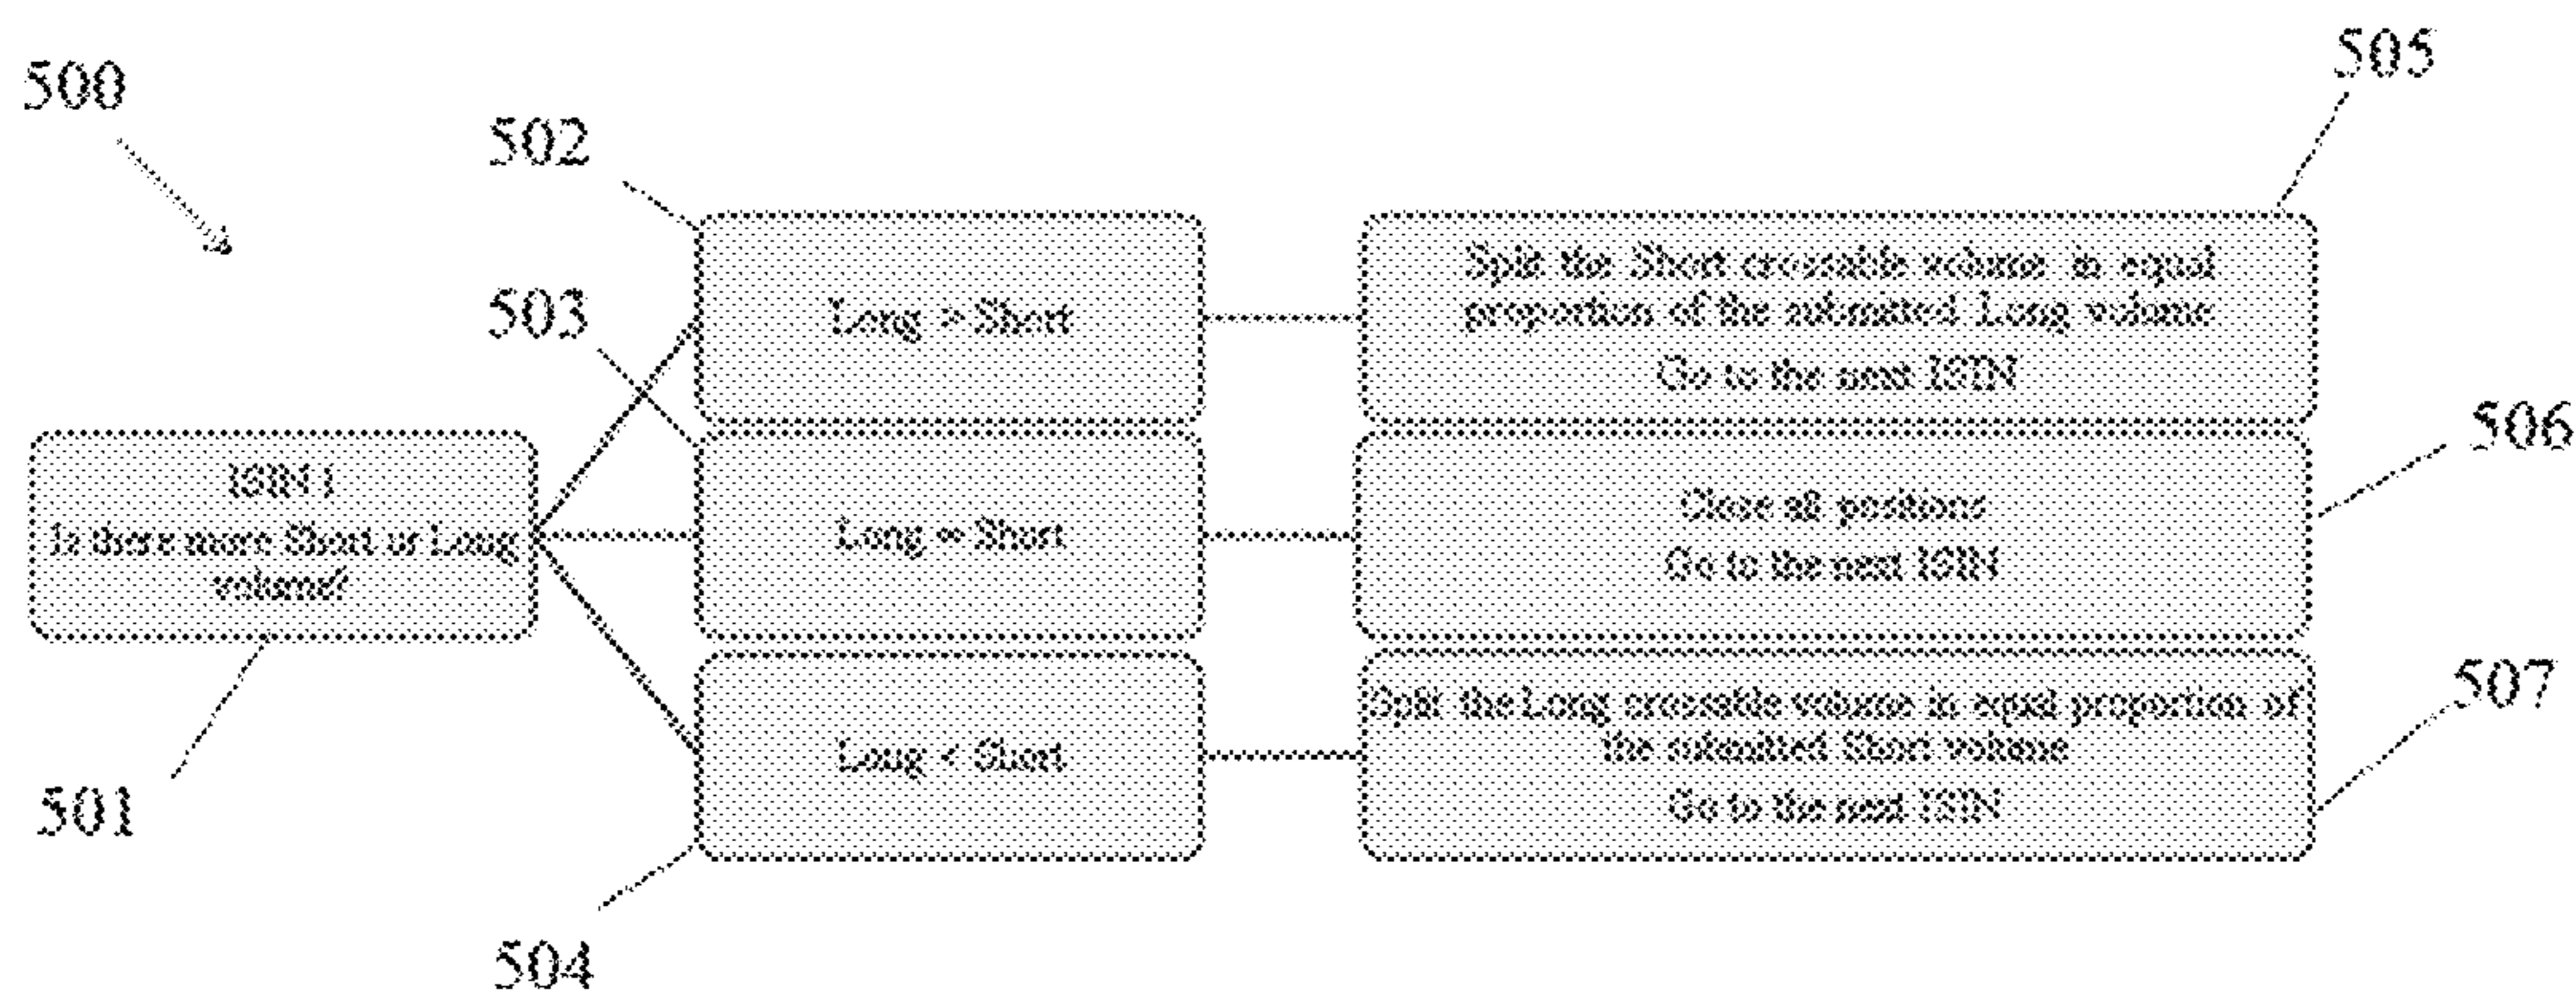 500
505
502
Split the Short crossable volume in equal
proportion of the submitted Long volume
Go to the next ISIN
Long > Short
503
506
ISIN i
Is there more Short or Long
volume?
Long = Short
Close all positions
Go to the next ISIN
507
Split the Long crossable volume in equal proportion of
the submitted Short volume
Go to the next ISIN
Long < Short
501
504